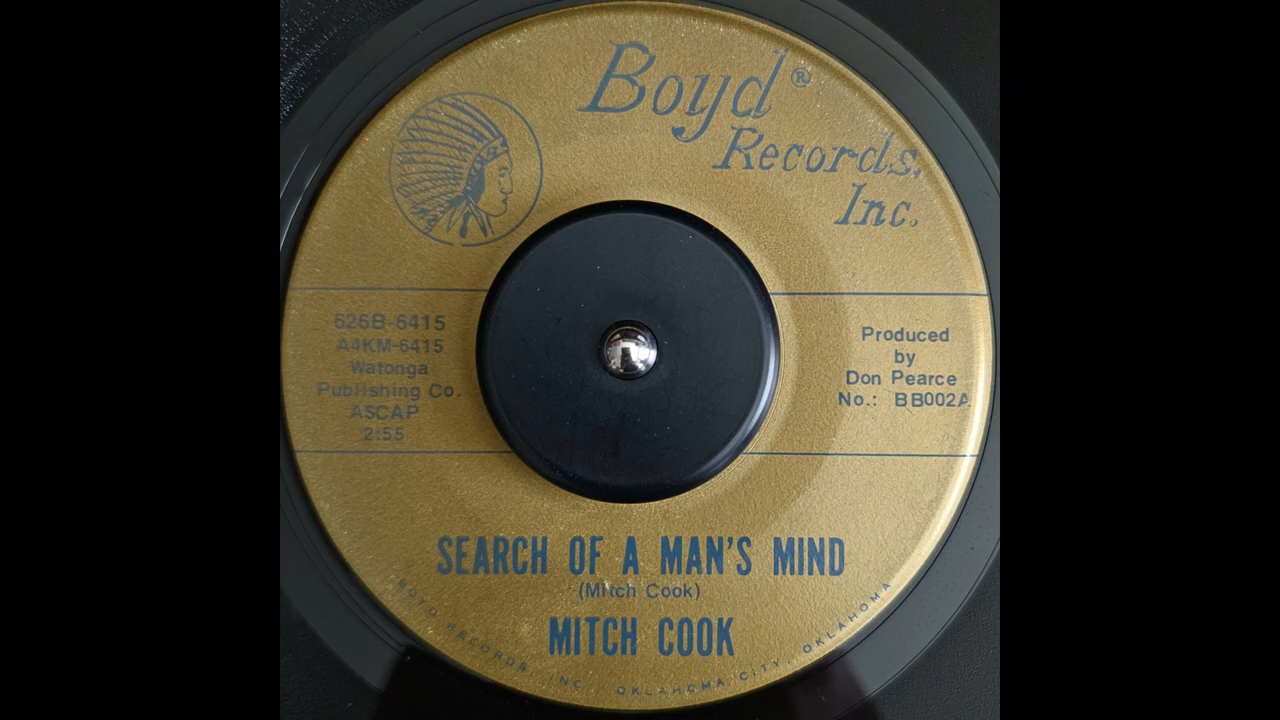 Boyd®
Records,
Inc.
626B-6415
A4KM-6415
Watonga
Publishing Co.
ASCAP
2:55
Produced
by
Don Pearce
No.: BB002A
SEARCH OF A MAN'S MIND
(Mitch Cook)
MITCH COOK
BOYD RECORDS, INC., OKLAHOMA CITY, OKLAHOMA